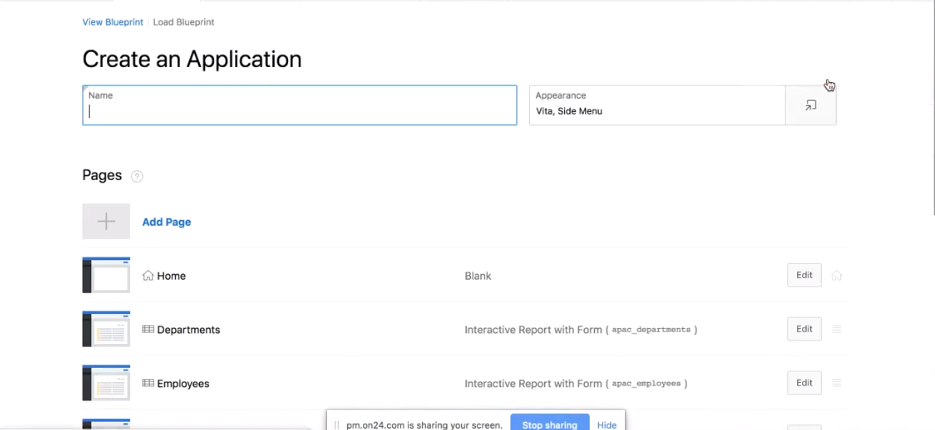 View Blueprint | Load Blueprint
Create an Application
Name
Appearance
Vita, Side Menu
Pages ?
Add Page
Home Blank Edit
Departments Interactive Report with Form ( apac_departments ) Edit
Employees Interactive Report with Form ( apac_employees ) Edit
pm.on24.com is sharing your screen. Stop sharing Hide